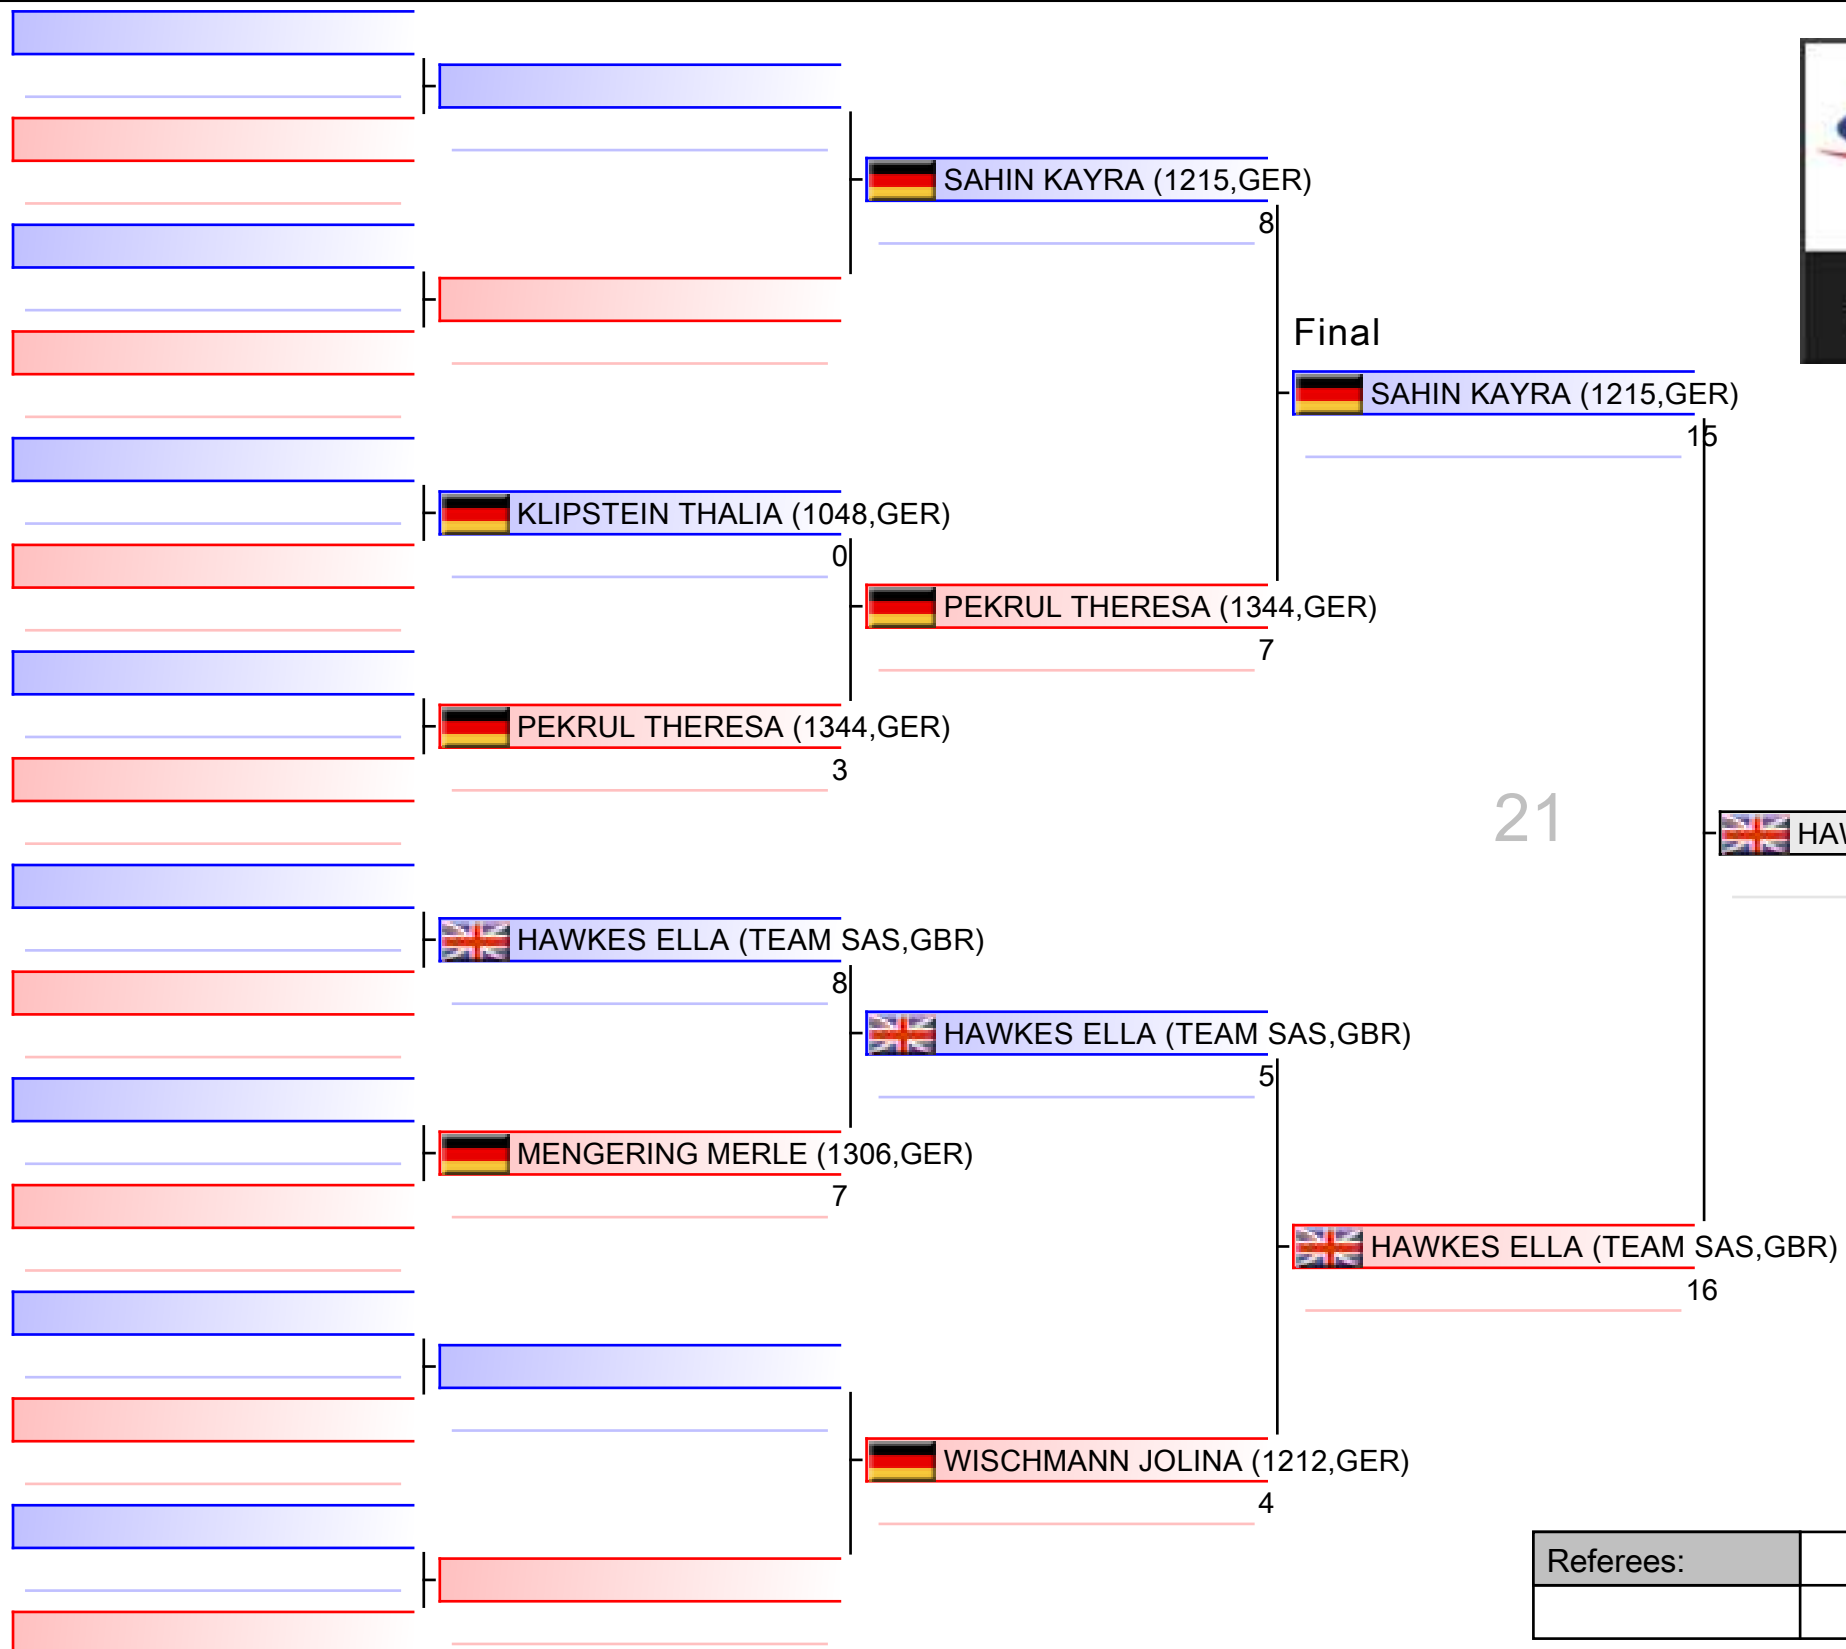 SAHIN KAYRA (1215,GER)
8
Final
SAHIN KAYRA (1215,GER)
15
KLIPSTEIN THALIA (1048,GER)
0
PEKRUL THERESA (1344,GER)
7
PEKRUL THERESA (1344,GER)
3
21
HAWKES ELLA (TEAM SAS,GBR)
8
HAWKES ELLA (TEAM SAS,GBR)
5
MENGERING MERLE (1306,GER)
7
HAWKES ELLA (TEAM SAS,GBR)
16
WISCHMANN JOLINA (1212,GER)
4
Referees: